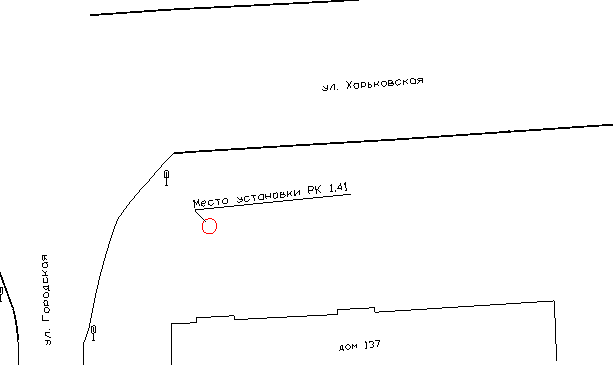 ул. Харьковская
Место установки РК 1.41
ул. Городская
дом 137